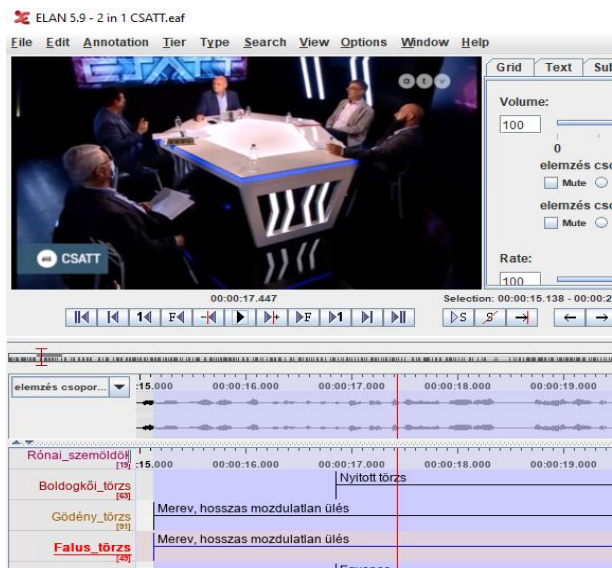 ELAN 5.9 - 2 in 1 CSATT.eaf
File Edit Annotation Tier Type Search View Options Window Help
Grid Text Sub
atv
Volume:
100
0
elemzés cso
Mute
elemzés cso
Mute
CSATT
Rate:
100
00:00:17.447
Selection: 00:00:15.138 - 00:00:2
elemzés csopor...
:15.000 00:00:16.000 00:00:17.000 00:00:18.000 00:00:19.000
Rónai_szemöldök
[19]
:15.000 00:00:16.000 00:00:17.000 00:00:18.000 00:00:19.000
Boldogkői_törzs
[63]
Nyitott törzs
Gödény_törzs
[91]
Merev, hosszas mozdulatlan ülés
Falus_törzs
[49]
Merev, hosszas mozdulatlan ülés